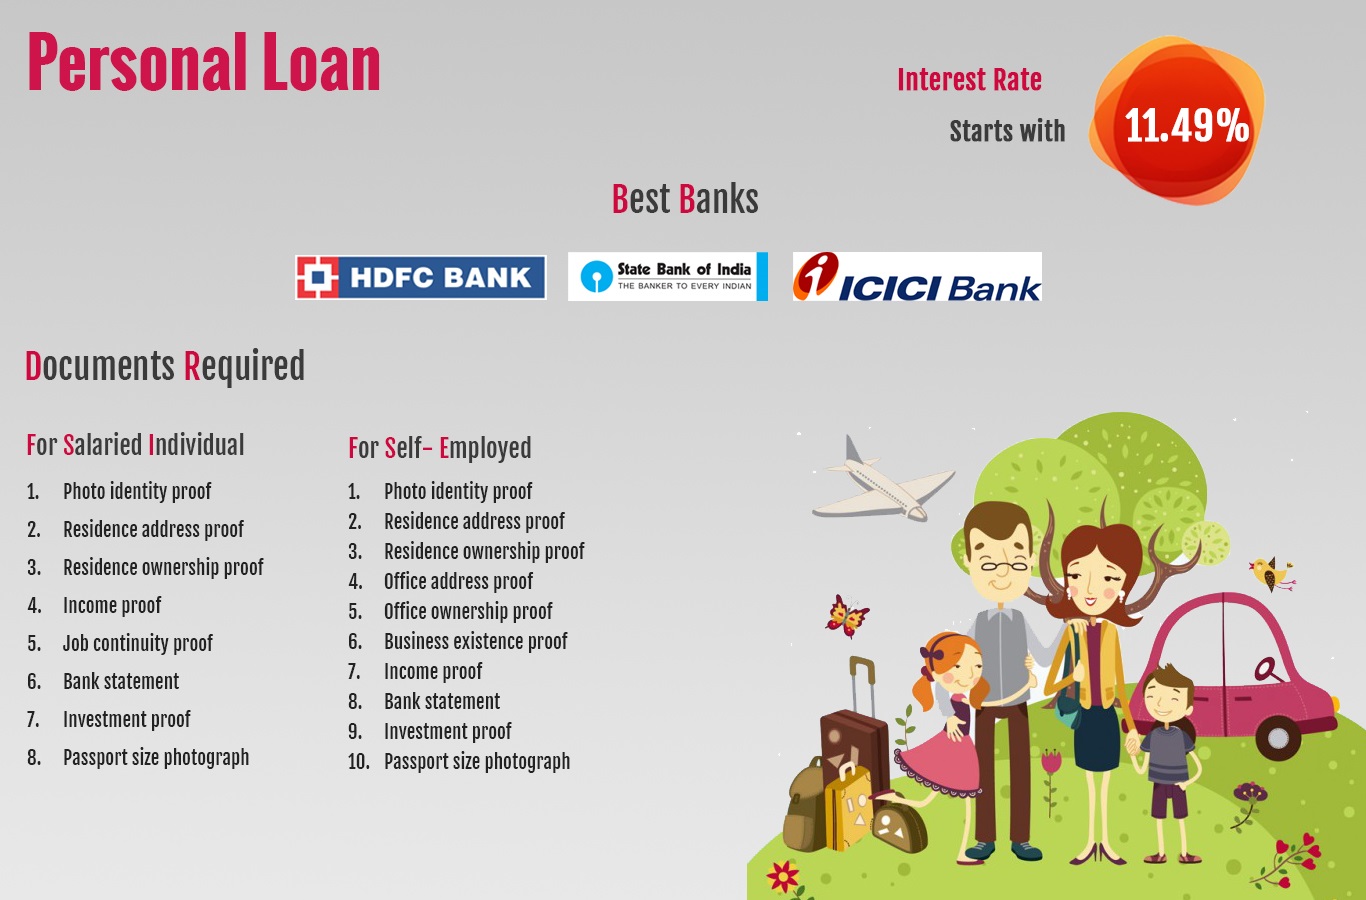 Personal Loan
Interest Rate
Starts with
11.49%
Best Banks
HDFC BANK
State Bank of India
THE BANKER TO EVERY INDIAN
i ICICI Bank
Documents Required
For Salaried Individual
1. Photo identity proof
2. Residence address proof
3. Residence ownership proof
4. Income proof
5. Job continuity proof
6. Bank statement
7. Investment proof
8. Passport size photograph
For Self- Employed
1. Photo identity proof
2. Residence address proof
3. Residence ownership proof
4. Office address proof
5. Office ownership proof
6. Business existence proof
7. Income proof
8. Bank statement
9. Investment proof
10. Passport size photograph